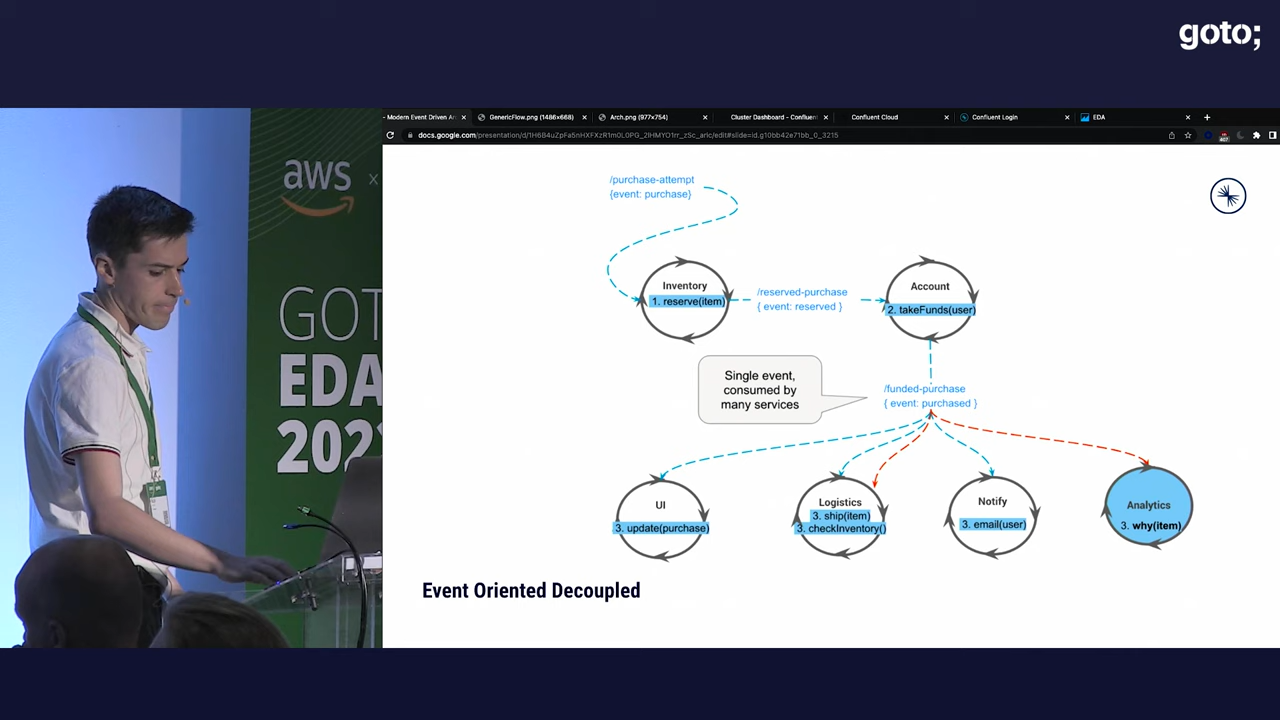 goto;
- Modern Event Driven Ar
GenericFlow.png (1486×668)
Arch.png (977×754)
Cluster Dashboard - Confluent
Confluent Cloud
Confluent Login
EDA
aws x
GOT
EDA
202
/purchase-attempt
{event: purchase}
Inventory
1. reserve(item)
/reserved-purchase
{ event: reserved }
Account
2. takeFunds(user)
Single event,
consumed by
many services
/funded-purchase
{ event: purchased }
UI
3. update(purchase)
Logistics
3. ship(item)
3. checkInventory()
Notify
3. email(user)
Analytics
3. why(item)
Event Oriented Decoupled